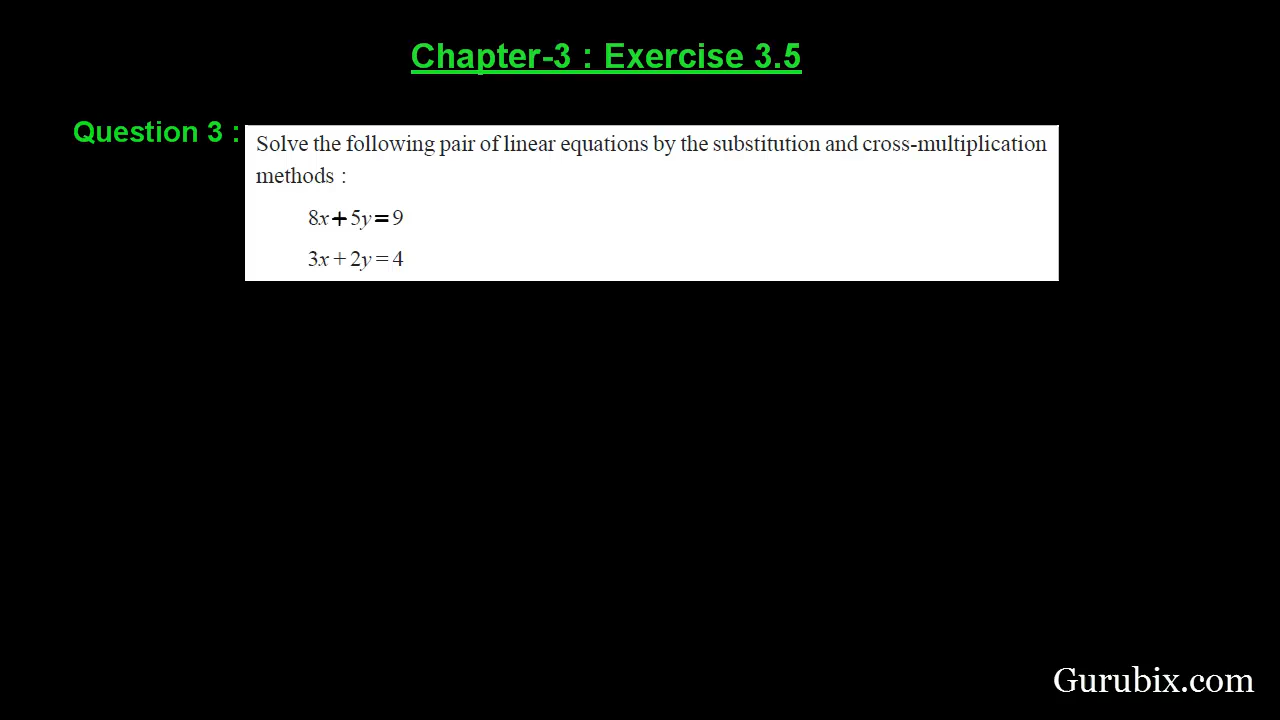 Chapter-3 : Exercise 3.5
Question 3 :
Solve the following pair of linear equations by the substitution and cross-multiplication
methods :
8x+5y=9
3x+2y=4
Gurubix.com